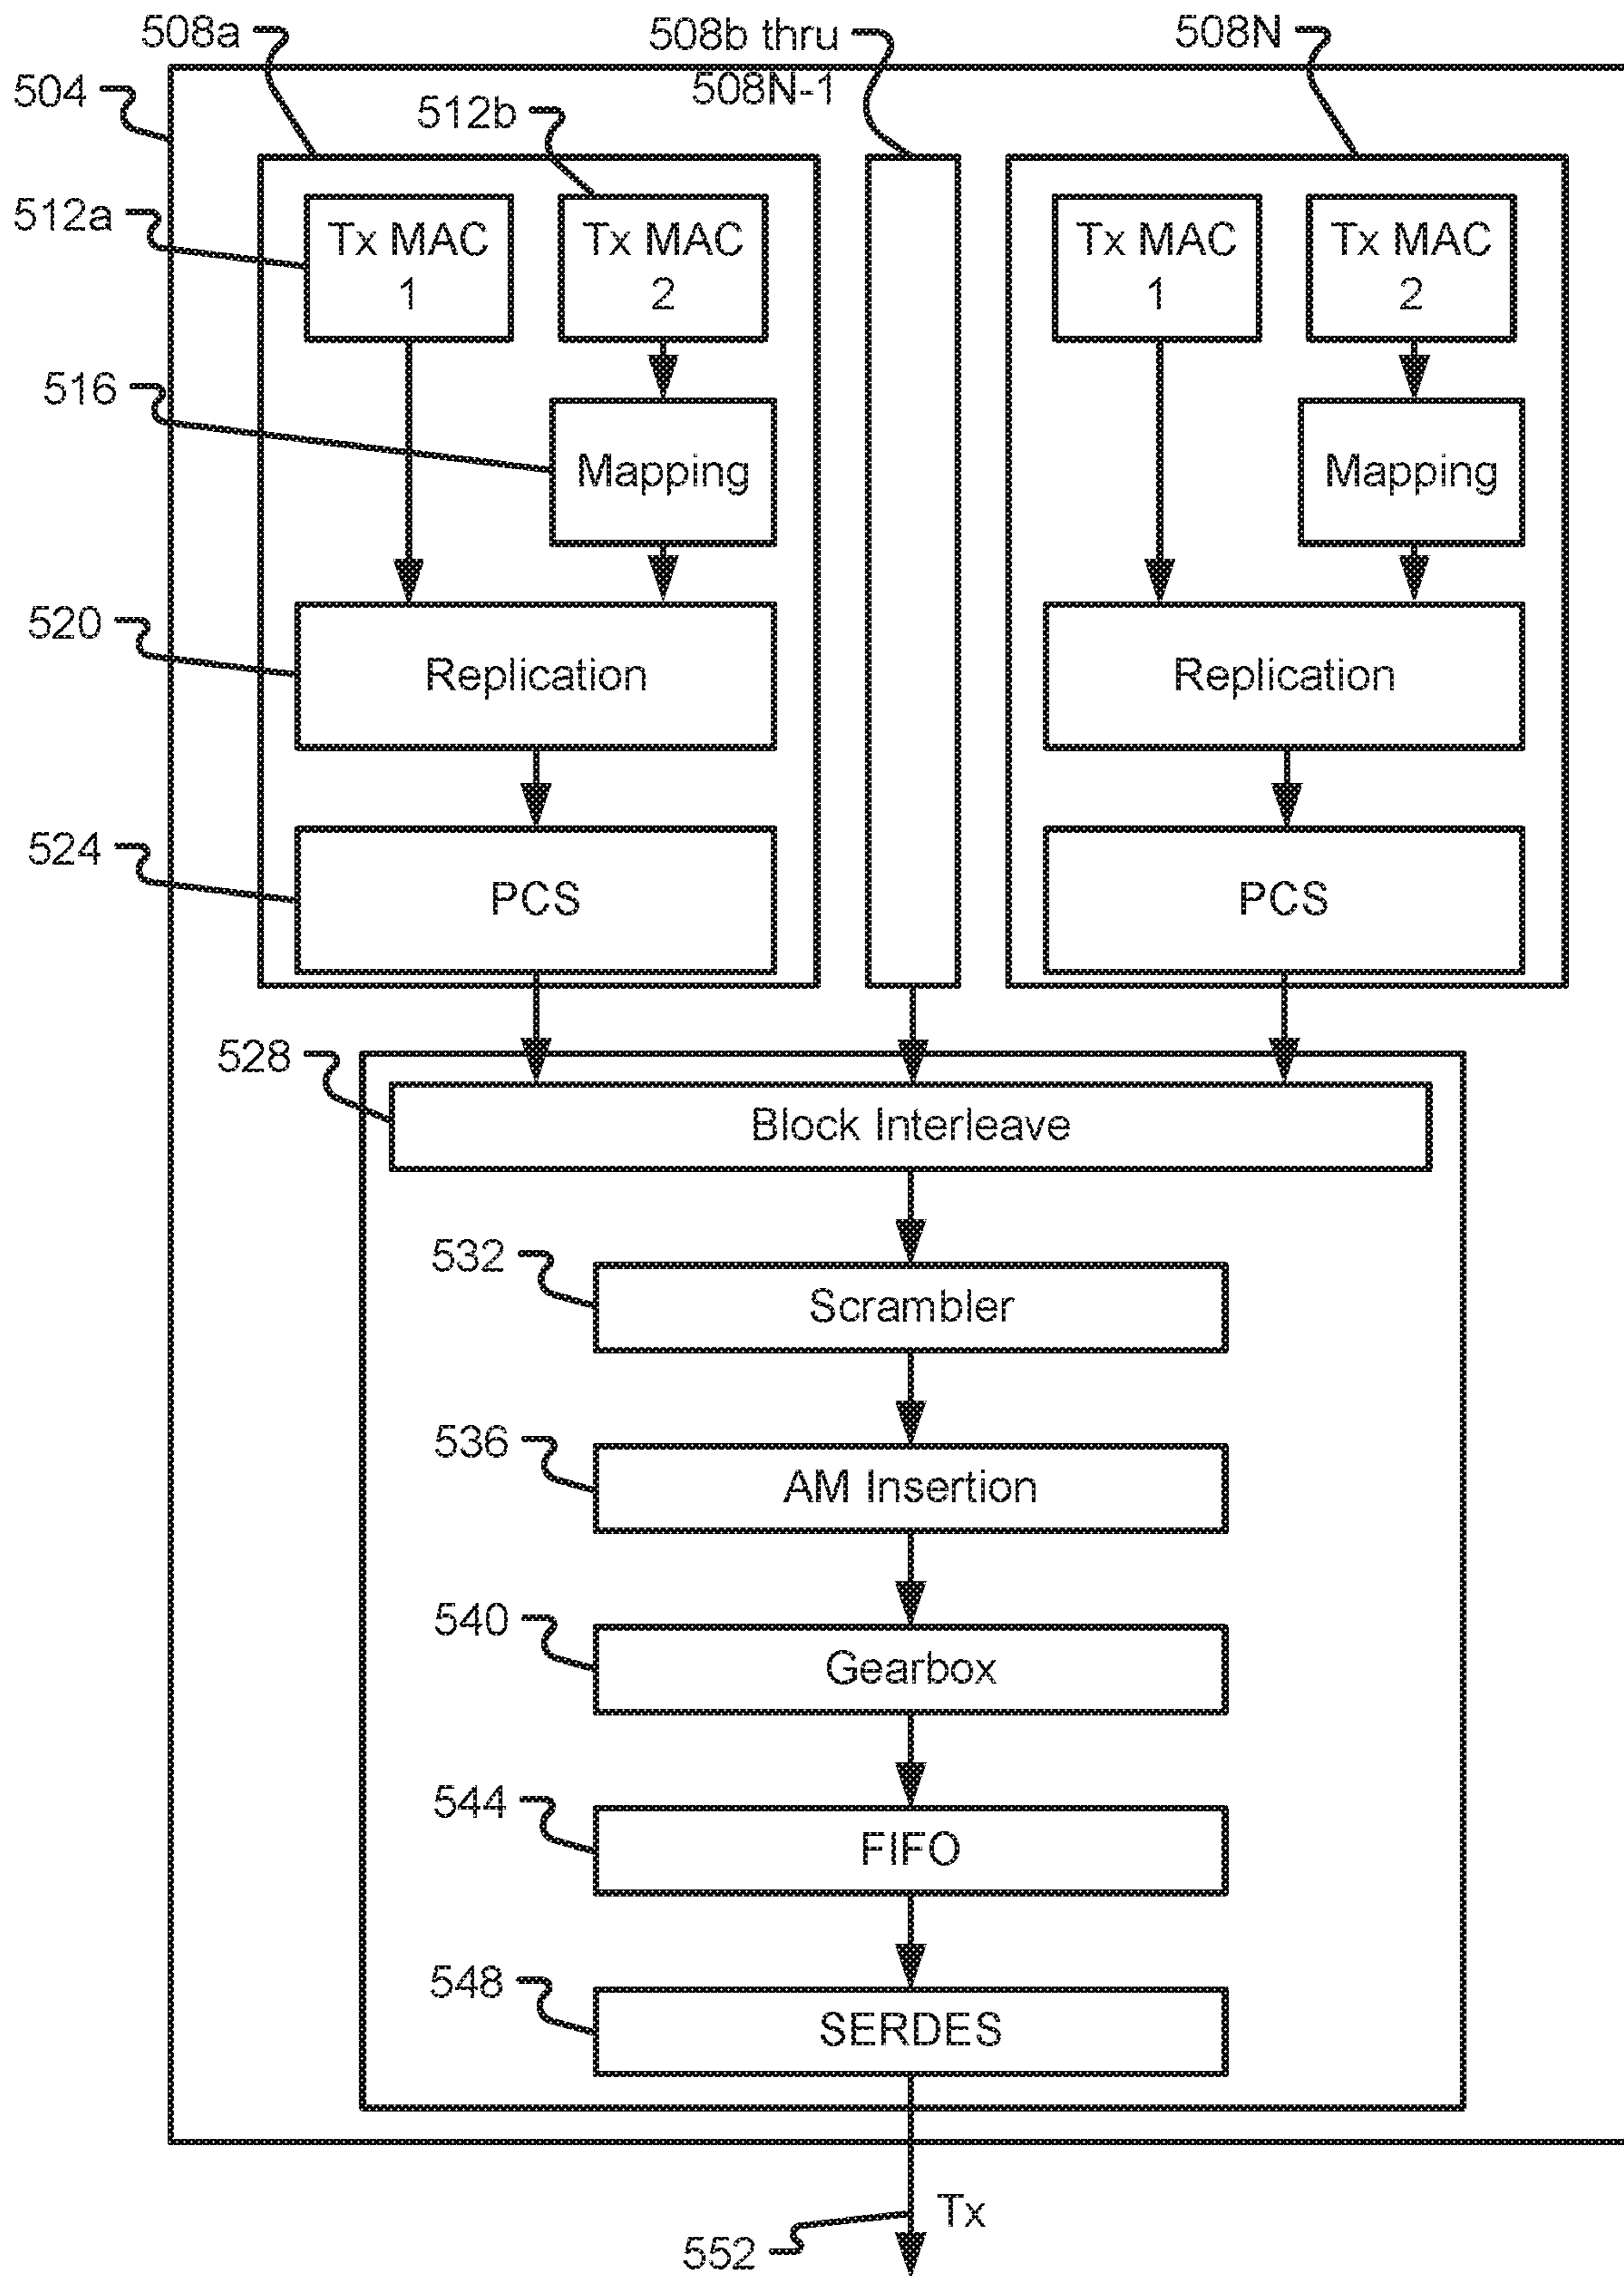 508a
508b thru
508N-1
508N
504
512b
512a
Tx MAC
1
Tx MAC
2
Tx MAC
1
Tx MAC
2
516
Mapping
Mapping
520
Replication
Replication
524
PCS
PCS
528
Block Interleave
532
Scrambler
536
AM Insertion
540
Gearbox
544
FIFO
548
SERDES
Tx
552